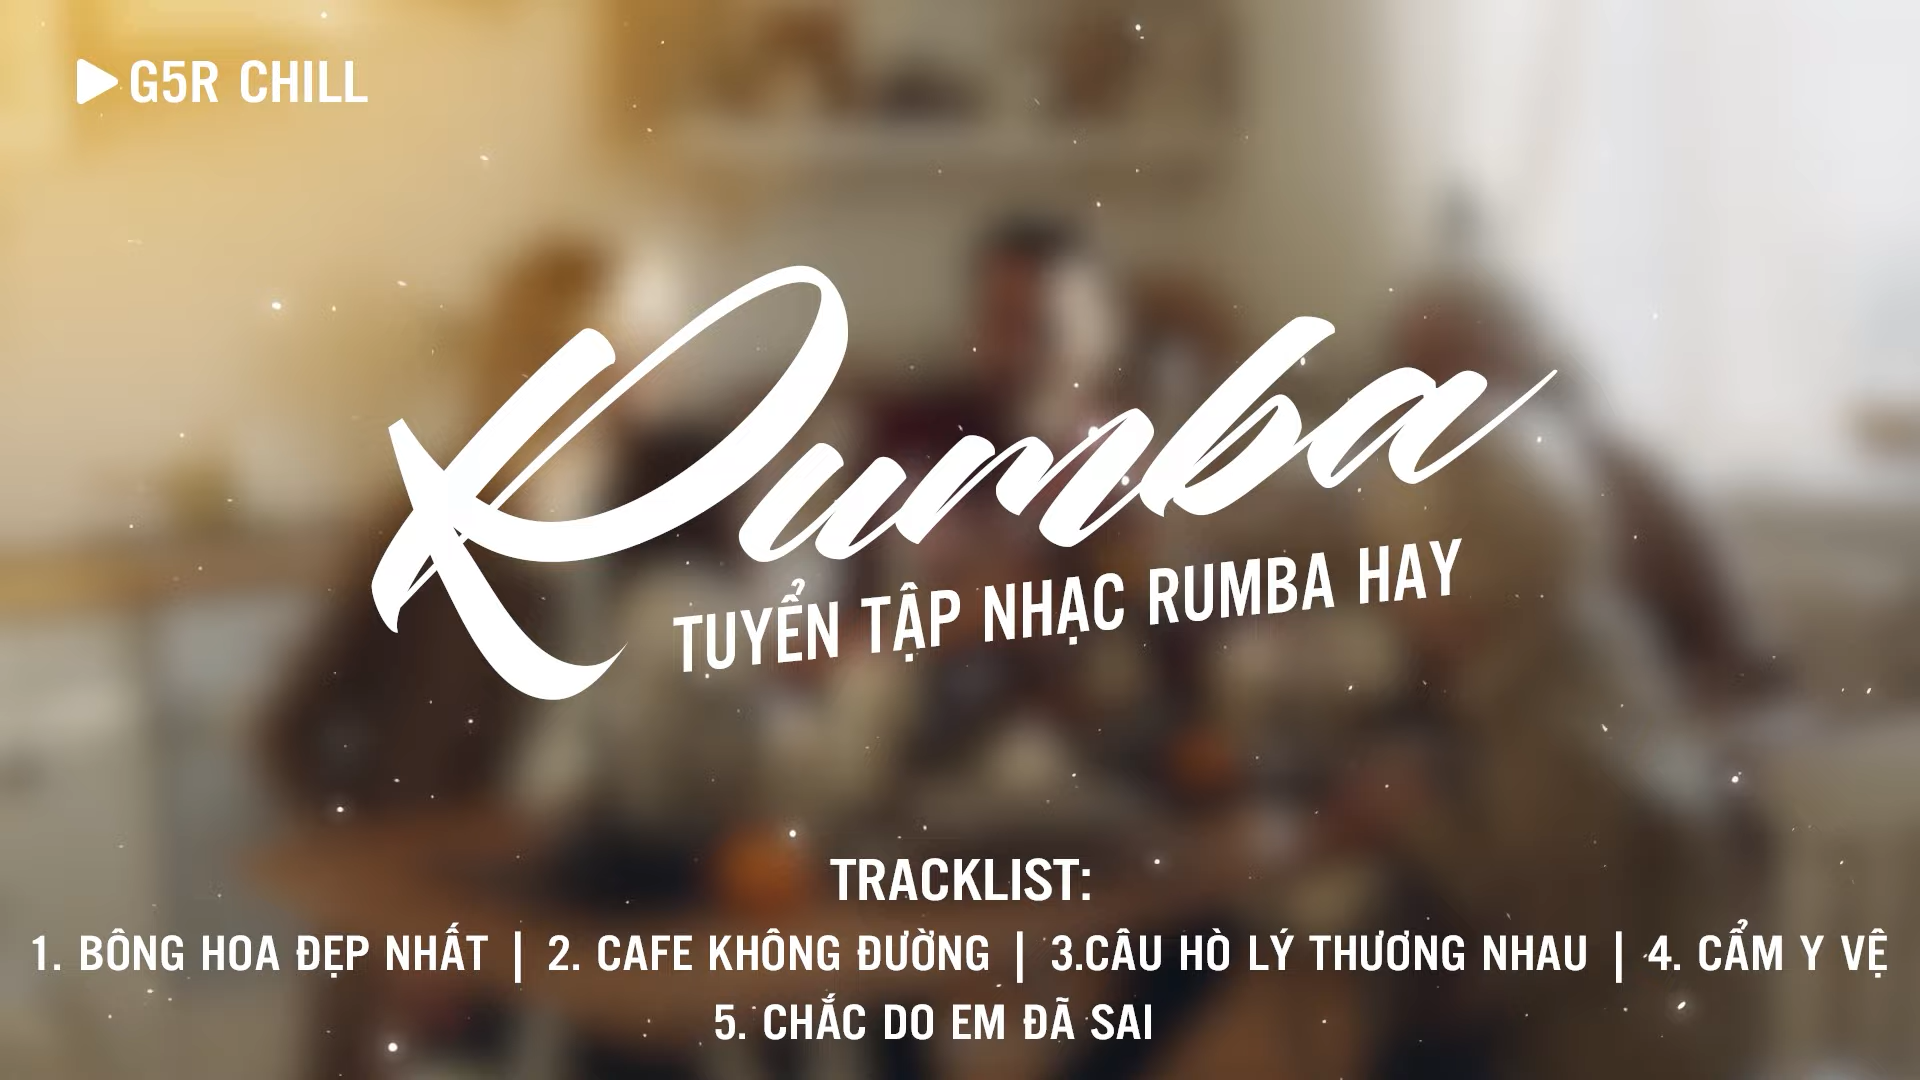 G5R CHILL
Rumba
TUYỂN TẬP NHẠC RUMBA HAY
TRACKLIST:
1. BÔNG HOA ĐẸP NHẤT | 2. CAFE KHÔNG ĐƯỜNG | 3.CÂU HÒ LÝ THƯƠNG NHAU | 4. CẨM Y VỆ
5. CHẮC DO EM ĐÃ SAI